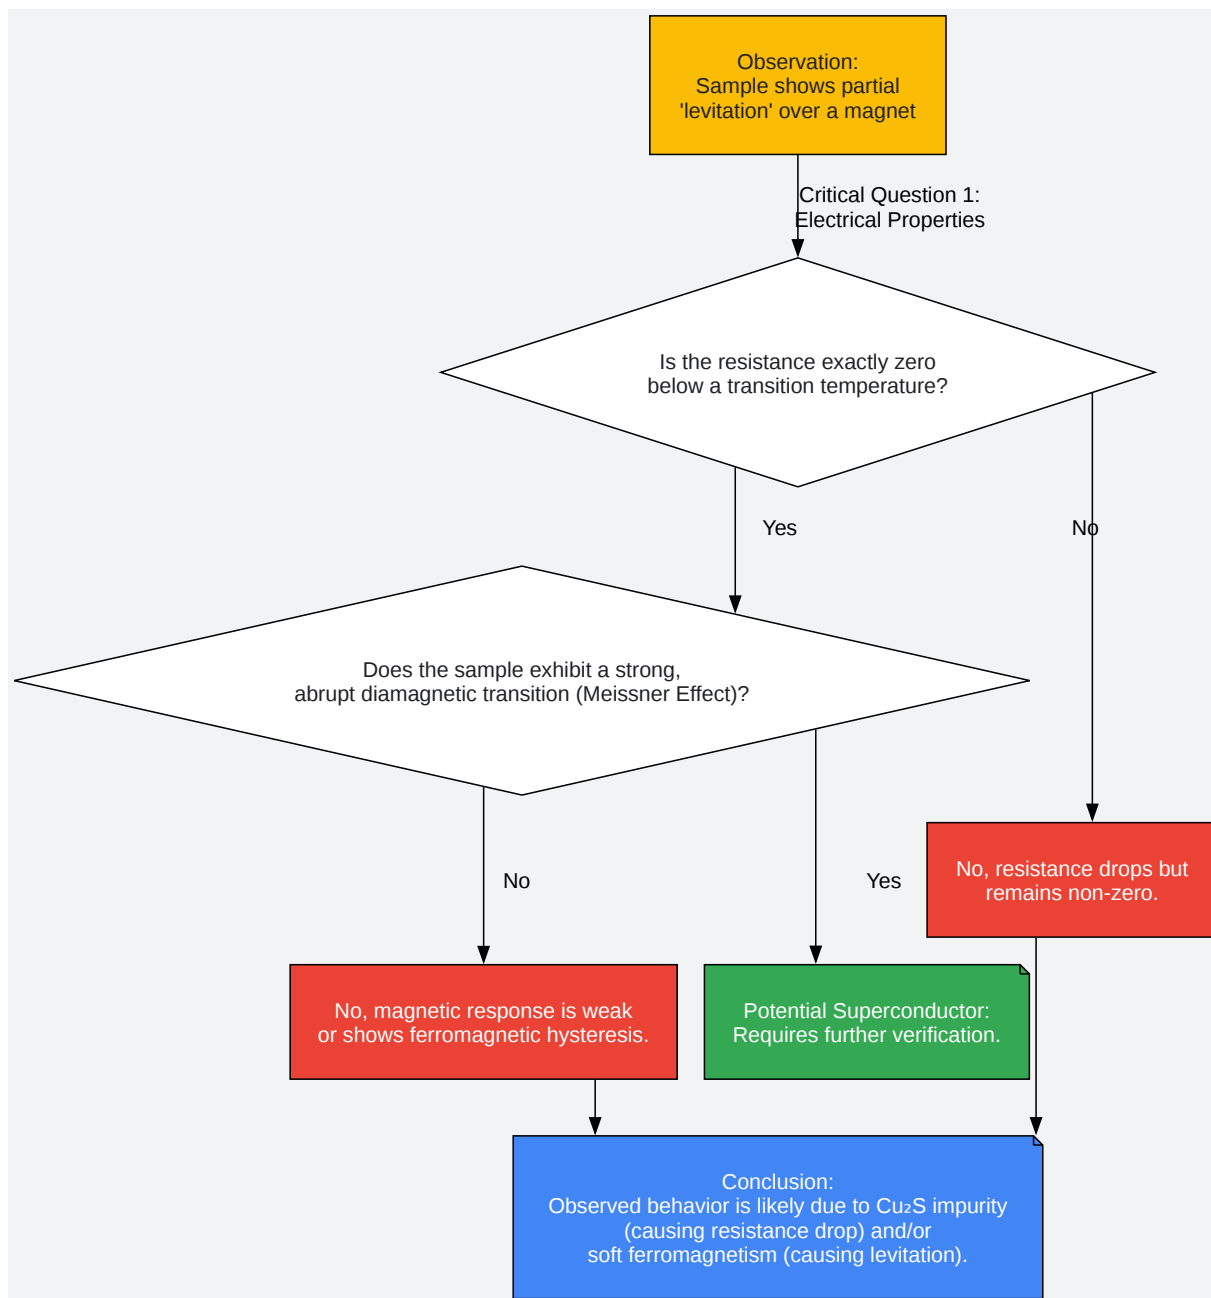 Observation:
Sample shows partial
'levitation' over a magnet
Critical Question 1:
Electrical Properties
Is the resistance exactly zero
below a transition temperature?
Yes
No
Does the sample exhibit a strong,
abrupt diamagnetic transition (Meissner Effect)?
No
Yes
No, resistance drops but
remains non-zero.
No, magnetic response is weak
or shows ferromagnetic hysteresis.
Potential Superconductor:
Requires further verification.
Conclusion:
Observed behavior is likely due to Cu₂S impurity
(causing resistance drop) and/or
soft ferromagnetism (causing levitation).